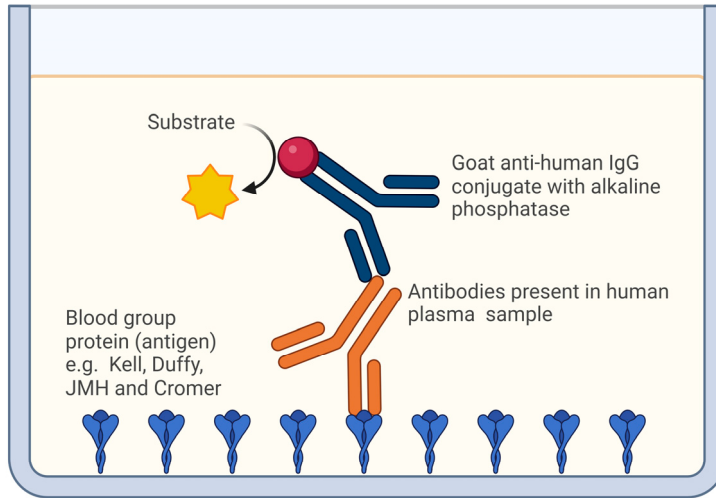 Substrate
Goat anti-human IgG
conjugate with alkaline
phosphatase
Antibodies present in human
plasma sample
Blood group
protein (antigen)
e.g. Kell, Duffy,
JMH and Cromer